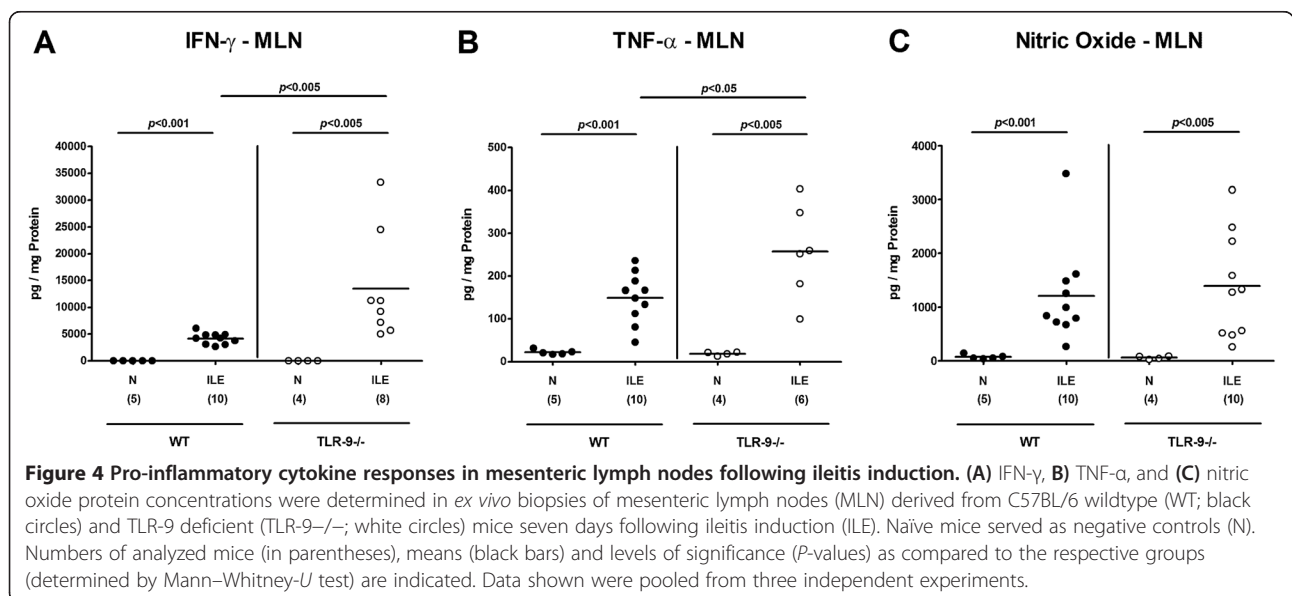 A IFN-γ - MLN
p<0.005
p<0.001 p<0.005
pg / mg Protein
40000
35000
30000
25000
20000
15000
10000
5000
0
N ILE N ILE
(5) (10) (4) (8)
WT TLR-9-/-
B TNF-α - MLN
p<0.05
p<0.001 p<0.005
pg / mg Protein
500
400
300
200
100
0
N ILE N ILE
(5) (10) (4) (6)
WT TLR-9-/-
C Nitric Oxide - MLN
p<0.001 p<0.005
pg / mg Protein
4000
3000
2000
1000
0
N ILE N ILE
(5) (10) (4) (10)
WT TLR-9-/-
Figure 4 Pro-inflammatory cytokine responses in mesenteric lymph nodes following ileitis induction. (A) IFN-γ, B) TNF-α, and (C) nitric
oxide protein concentrations were determined in ex vivo biopsies of mesenteric lymph nodes (MLN) derived from C57BL/6 wildtype (WT; black
circles) and TLR-9 deficient (TLR-9−/−; white circles) mice seven days following ileitis induction (ILE). Naïve mice served as negative controls (N).
Numbers of analyzed mice (in parentheses), means (black bars) and levels of significance (P-values) as compared to the respective groups
(determined by Mann–Whitney-U test) are indicated. Data shown were pooled from three independent experiments.